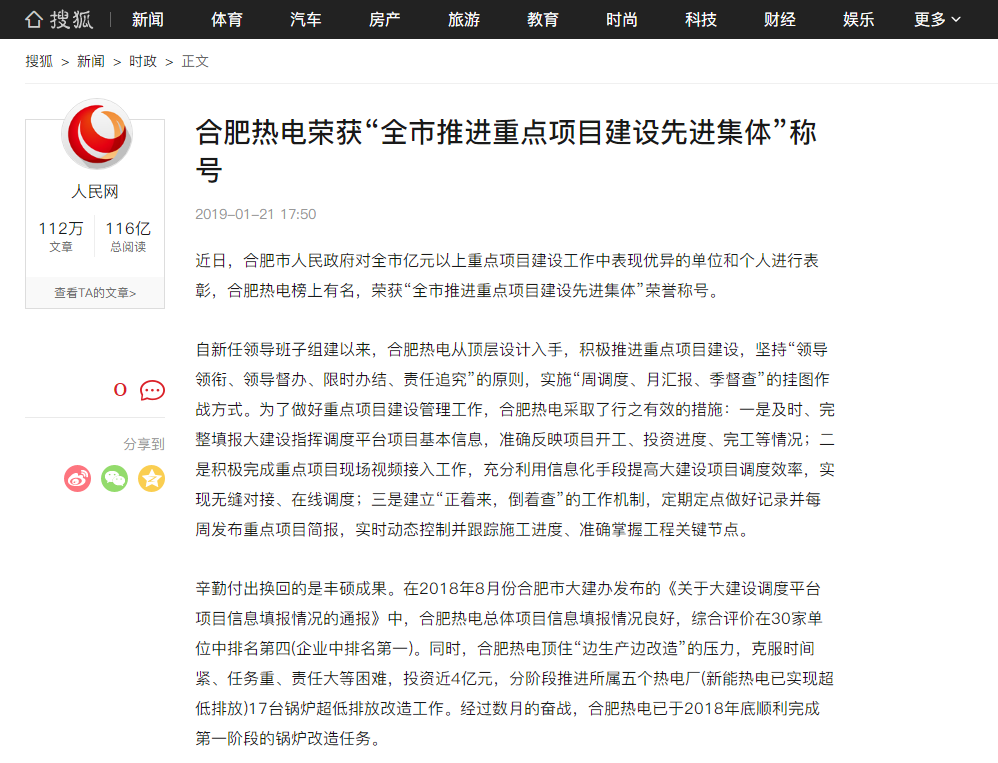 搜狐 新闻 体育 汽车 房产 旅游 教育 时尚 科技 财经 娱乐 更多
搜狐 > 新闻 > 时政 > 正文
人民网
112万 116亿
文章 总阅读
查看TA的文章>
0
分享到
合肥热电荣获“全市推进重点项目建设先进集体”称
号
2019-01-21 17:50
近日，合肥市人民政府对全市亿元以上重点项目建设工作中表现优异的单位和个人进行表
彰，合肥热电榜上有名，荣获“全市推进重点项目建设先进集体”荣誉称号。
自新任领导班子组建以来，合肥热电从顶层设计入手，积极推进重点项目建设，坚持“领导
领衔、领导督办、限时办结、责任追究”的原则，实施“周调度、月汇报、季督查”的挂图作
战方式。为了做好重点项目建设管理工作，合肥热电采取了行之有效的措施：一是及时、完
整填报大建设指挥调度平台项目基本信息，准确反映项目开工、投资进度、完工等情况；二
是积极完成重点项目现场视频接入工作，充分利用信息化手段提高大建设项目调度效率，实
现无缝对接、在线调度；三是建立“正着来，倒着查”的工作机制，定期定点做好记录并每
周发布重点项目简报，实时动态控制并跟踪施工进度、准确掌握工程关键节点。
辛勤付出换回的是丰硕成果。在2018年8月份合肥市大建办发布的《关于大建设调度平台
项目信息填报情况的通报》中，合肥热电总体项目信息填报情况良好，综合评价在30家单
位中排名第四(企业中排名第一)。同时，合肥热电顶住“边生产边改造”的压力，克服时间
紧、任务重、责任大等困难，投资近4亿元，分阶段推进所属五个热电厂(新能热电已实现超
低排放)17台锅炉超低排放改造工作。经过数月的奋战，合肥热电已于2018年底顺利完成
第一阶段的锅炉改造任务。